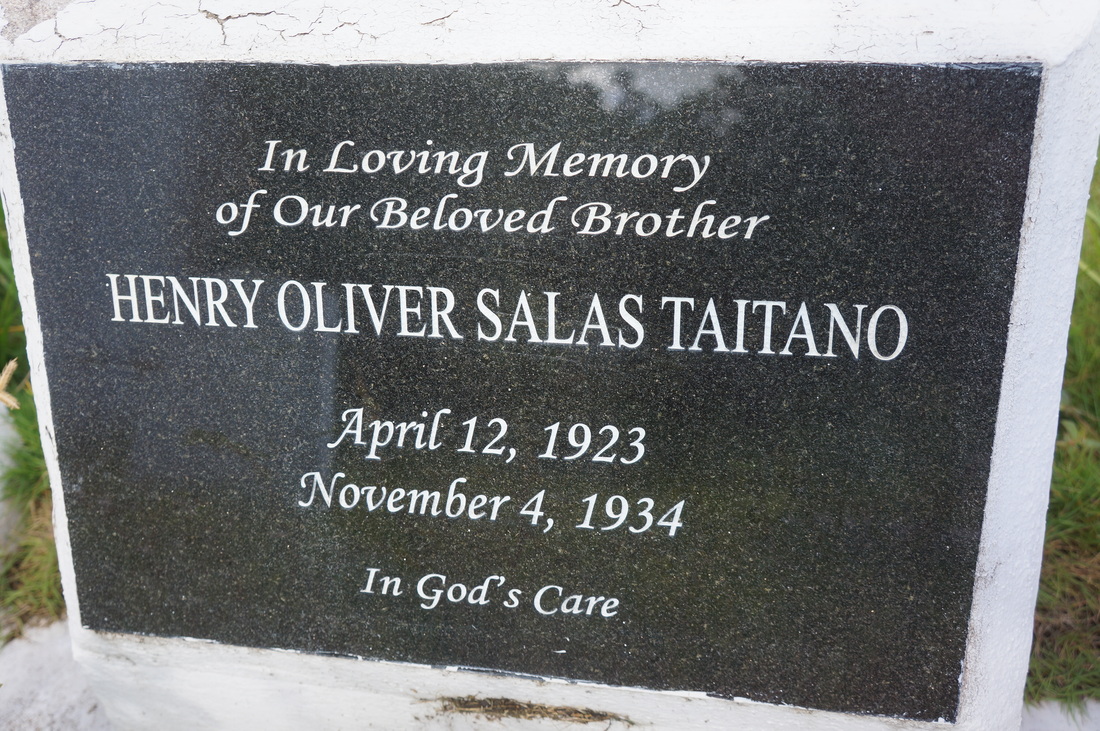 In Loving Memory
of Our Beloved Brother
HENRY OLIVER SALAS TAITANO
April 12, 1923
November 4, 1934
In God's Care